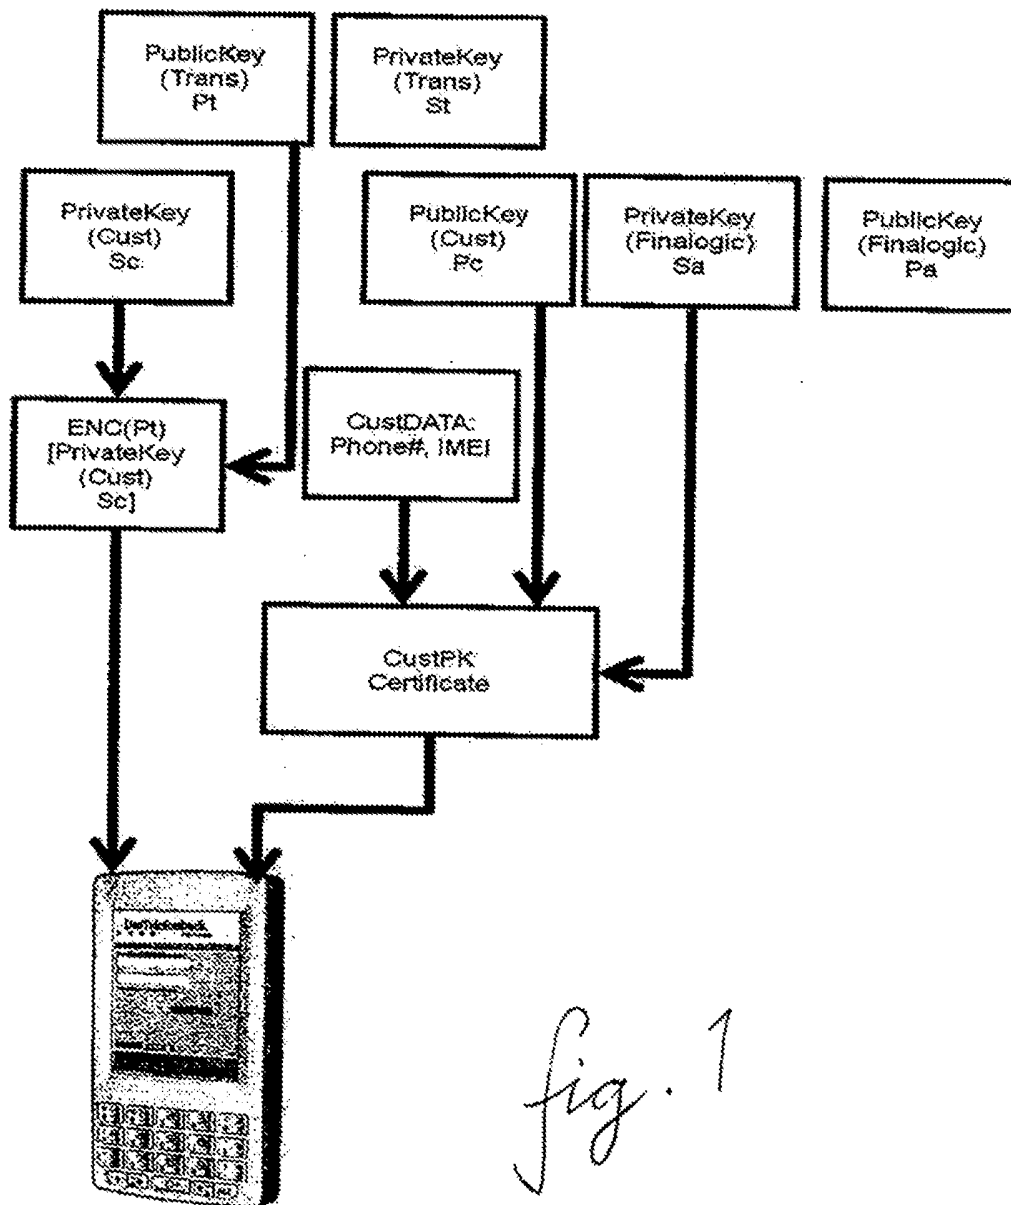 PublicKey
(Trans)
Pt
PrivateKey
(Trans)
St
PrivateKey
(Cust)
Sc
PublicKey
(Cust)
Pc
PrivateKey
(Finalogic)
Sa
PublicKey
(Finalogic)
Pa
ENC(Pt)
[PrivateKey
(Cust)
Sc]
CustDATA:
Phone#, IMEI
CustPK
Certificate
fig. 1